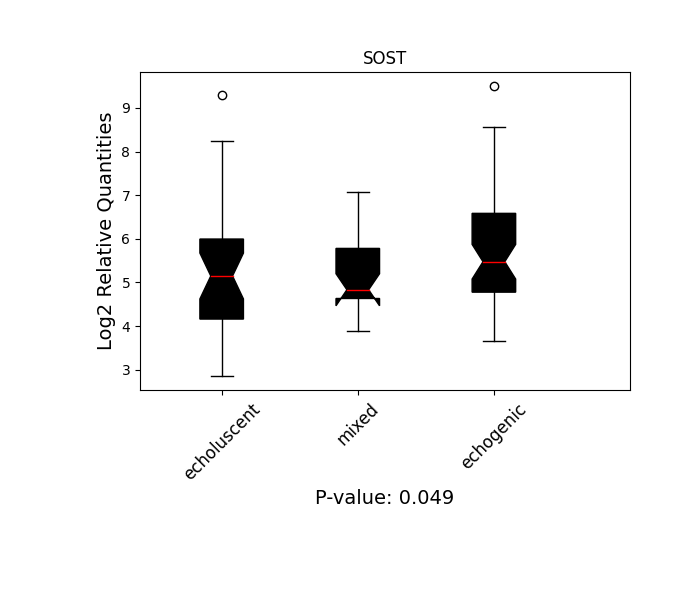 SOST
Log2 Relative Quantities
9
8
7
6
5
4
3
echoluscent
mixed
echogenic
P-value: 0.049